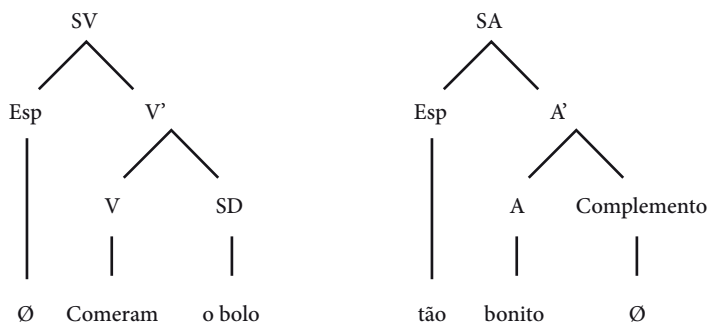 SV SA
Esp V’ Esp A’
V SD A Complemento
Ø Comeram o bolo tão bonito Ø